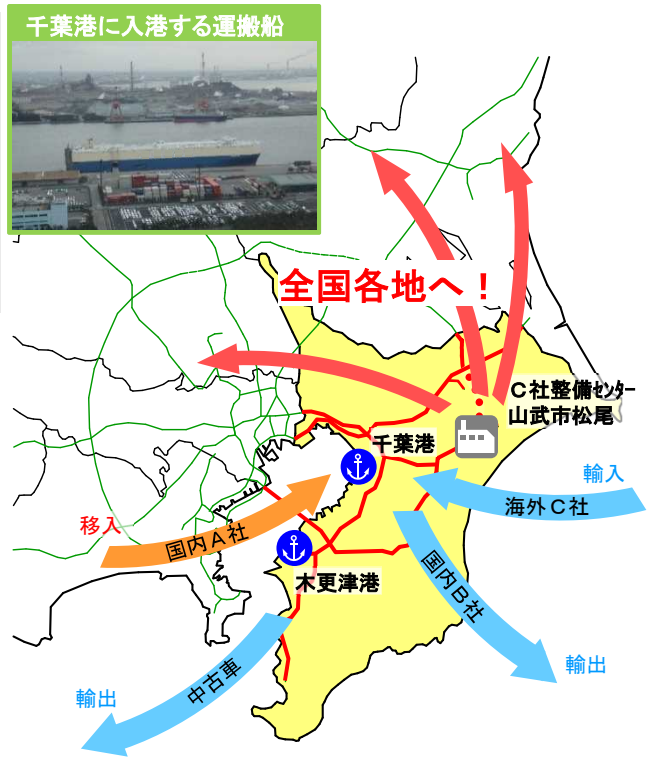 千葉港に入港する運搬船
全国各地へ！
Ｃ社整備ｾﾝﾀｰ
山武市松尾
千葉港
輸入
海外Ｃ社
移入
国内Ａ社
国内Ｂ社
木更津港
輸出
中古車
輸出